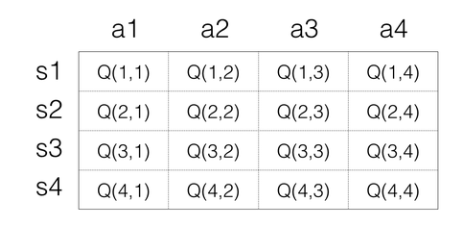 a1 a2 a3 a4
s1 Q(1,1) Q(1,2) Q(1,3) Q(1,4)
s2 Q(2,1) Q(2,2) Q(2,3) Q(2,4)
s3 Q(3,1) Q(3,2) Q(3,3) Q(3,4)
s4 Q(4,1) Q(4,2) Q(4,3) Q(4,4)